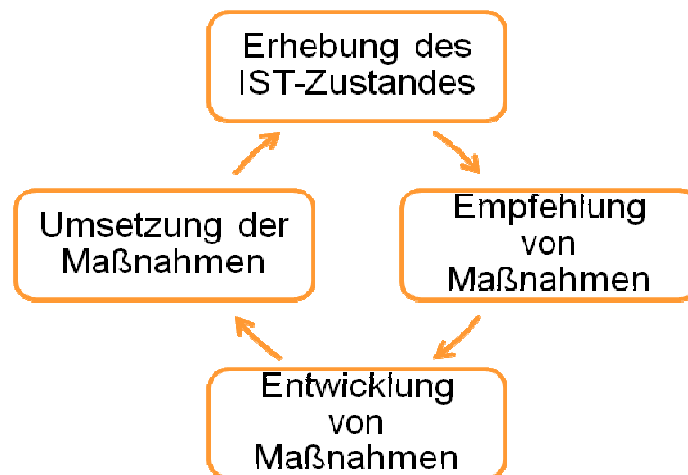 Erhebung des
IST-Zustandes
Empfehlung
von
Maßnahmen
Entwicklung
von
Maßnahmen
Umsetzung der
Maßnahmen